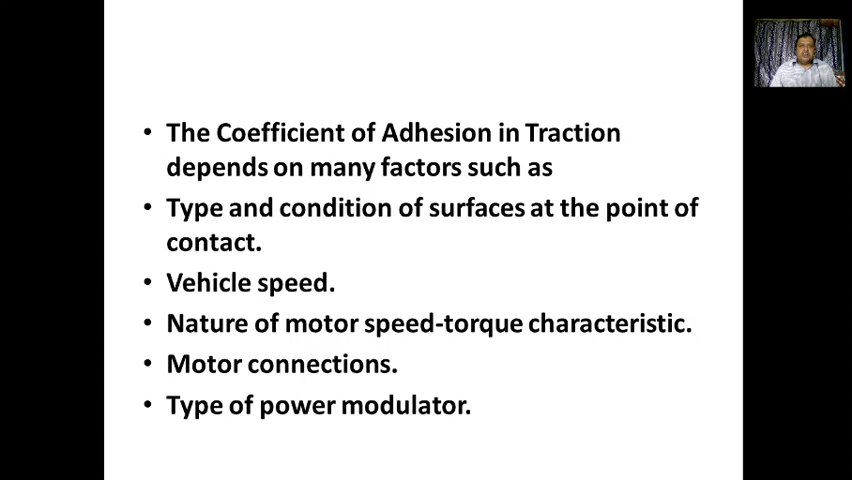 • The Coefficient of Adhesion in Traction
depends on many factors such as
• Type and condition of surfaces at the point of
contact.
• Vehicle speed.
• Nature of motor speed-torque characteristic.
• Motor connections.
• Type of power modulator.